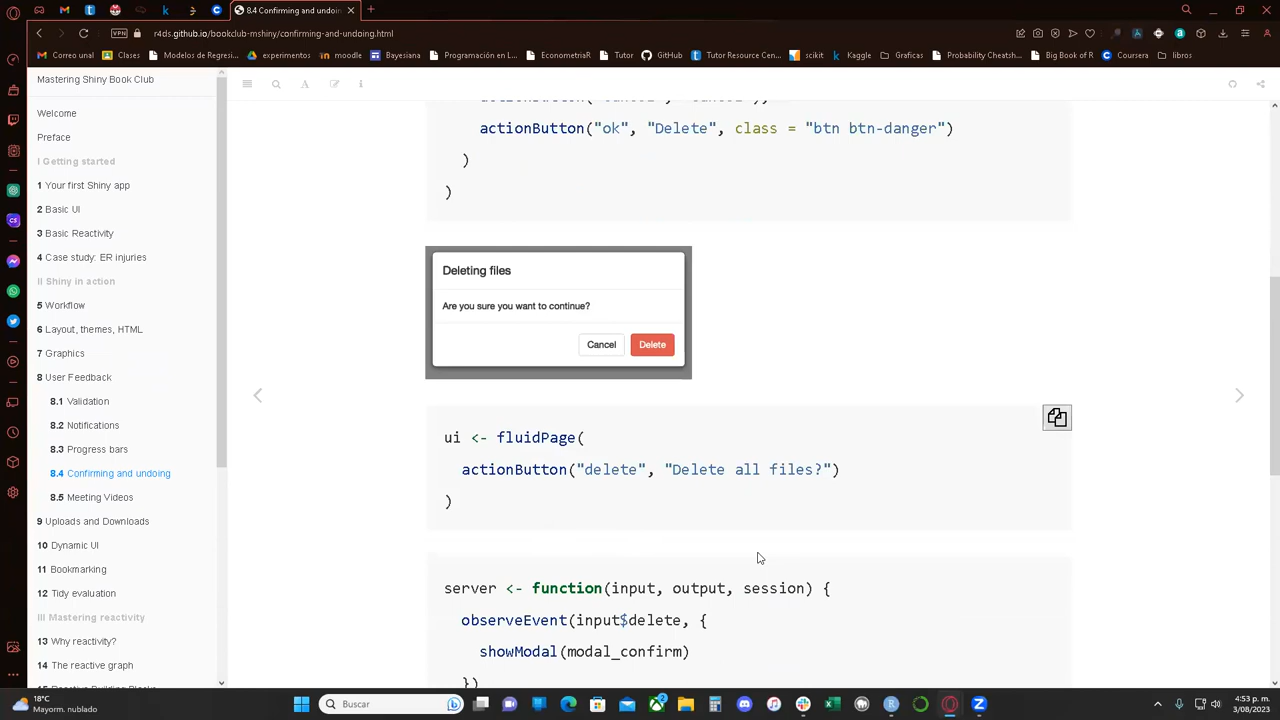 8.4 Confirming and undoin
r4ds.github.io/bookclub-mshiny/confirming-and-undoing.html
VPN
Correo unal
Documentos
Modelos de Regresi...
experimentos
moodle
Bayesiana
Programación en L...
EconometriaR
Tutor
GitHub
Tutor Resource Cen...
scikit
Kaggle
Graficas
Probability Cheatsh...
Big Book of R
Coursera
libros
Mastering Shiny Book Club
Welcome
Preface
I Getting started
1 Your first Shiny app
2 Basic UI
3 Basic Reactivity
4 Case study: ER injuries
II Shiny in action
5 Workflow
6 Layout, themes, HTML
7 Graphics
8 User Feedback
8.1 Validation
8.2 Notifications
8.3 Progress bars
8.4 Confirming and undoing
8.5 Meeting Videos
9 Uploads and Downloads
10 Dynamic UI
11 Bookmarking
12 Tidy evaluation
III Mastering reactivity
13 Why reactivity?
14 The reactive graph
actionButton("ok", "Delete", class = "btn btn-danger")
)
)
Deleting files
Are you sure you want to continue?
Cancel
Delete
ui <- fluidPage(
actionButton("delete", "Delete all files?")
)
server <- function(input, output, session) {
observeEvent(input$delete, {
showModal(modal_confirm)
})
18°C
Mayorm. nublado
Buscar
4:53 p. m.
3/08/2023